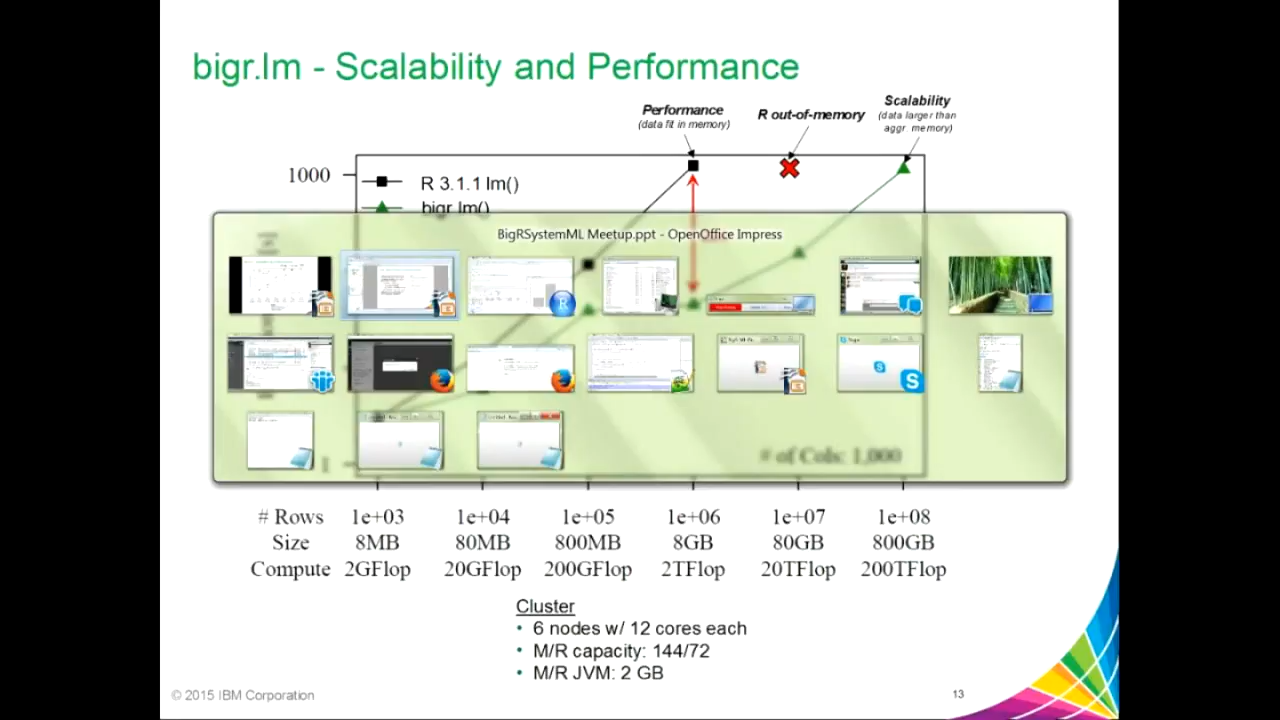 bigr.lm - Scalability and Performance
Performance
(data fit in memory)
R out-of-memory
Scalability
(data larger than
aggr. memory)
1000
R 3.1.1 lm()
bigr.lm()
BigRSystemML Meetup.ppt - OpenOffice Impress
# of Cols: 1,000
1
# Rows 1e+03 1e+04 1e+05 1e+06 1e+07 1e+08
Size 8MB 80MB 800MB 8GB 80GB 800GB
Compute 2GFlop 20GFlop 200GFlop 2TFlop 20TFlop 200TFlop
Cluster
• 6 nodes w/ 12 cores each
• M/R capacity: 144/72
• M/R JVM: 2 GB
© 2015 IBM Corporation
13